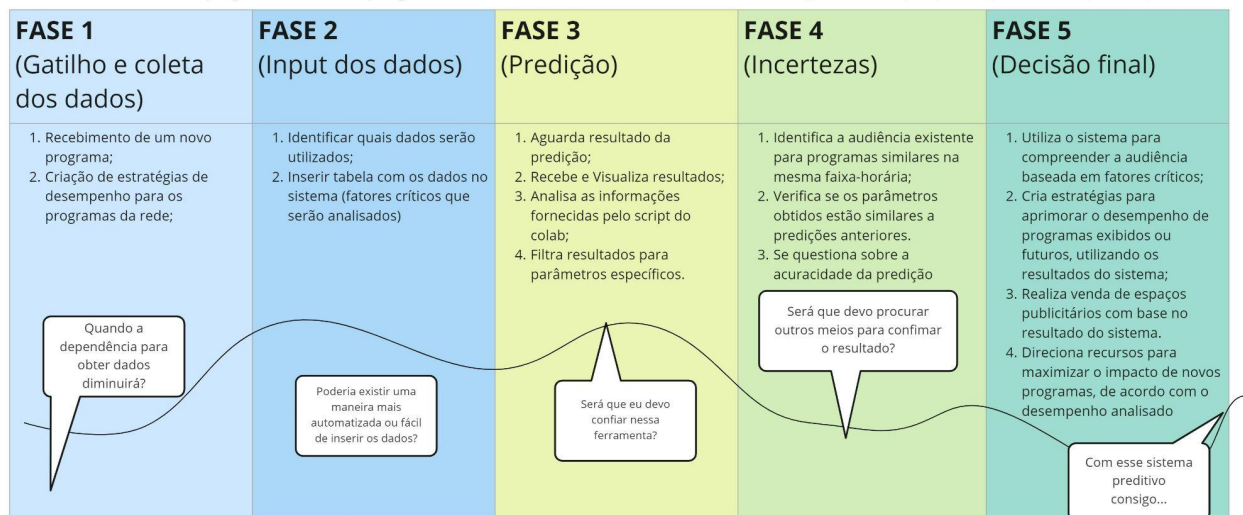 FASE 1
(Gatilho e coleta
dos dados)
1. Recebimento de um novo
programa;
2. Criação de estratégias de
desempenho para os
programas da rede;
Quando a
dependência para
obter dados
diminuirá?
FASE 2
(Input dos dados)
1. Identificar quais dados serão
utilizados;
2. Inserir tabela com os dados no
sistema (fatores críticos que
serão analisados)
Poderia existir uma
maneira mais
automatizada ou fácil
de inserir os dados?
FASE 3
(Predição)
1. Aguarda resultado da
predição;
2. Recebe e Visualiza resultados;
3. Analisa as informações
fornecidas pelo script do
colab;
4. Filtra resultados para
parâmetros específicos.
Será que eu devo
confiar nessa
ferramenta?
FASE 4
(Incertezas)
1. Identifica a audiência existente
para programas similares na
mesma faixa-horária;
2. Verifica se os parâmetros
obtidos estão similares a
predições anteriores.
3. Se questiona sobre a
acuracidade da predição
Será que devo procurar
outros meios para confimar
o resultado?
FASE 5
(Decisão final)
1. Utiliza o sistema para
compreender a audiência
baseada em fatores críticos;
2. Cria estratégias para
aprimorar o desempenho de
programas exibidos ou
futuros, utilizando os
resultados do sistema;
3. Realiza venda de espaços
publicitários com base no
resultado do sistema.
4. Direciona recursos para
maximizar o impacto de novos
programas, de acordo com o
desempenho analisado
Com esse sistema
preditivo
consigo...